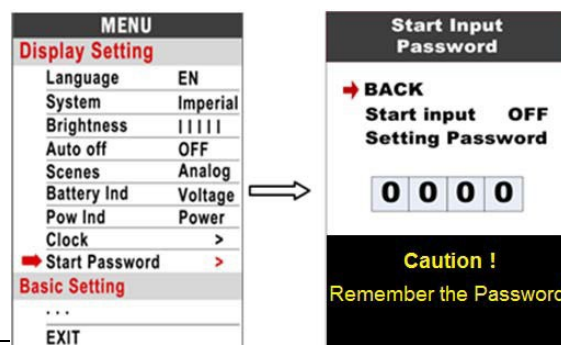 MENU
Display Setting
Language EN
System Imperial
Brightness | | | | |
Auto off OFF
Scenes Analog
Battery Ind Voltage
Pow Ind Power
Clock >
Start Password >
Basic Setting
...
EXIT
Start Input
Password
BACK
Start input OFF
Setting Password
0 0 0 0
Caution !
Remember the Password